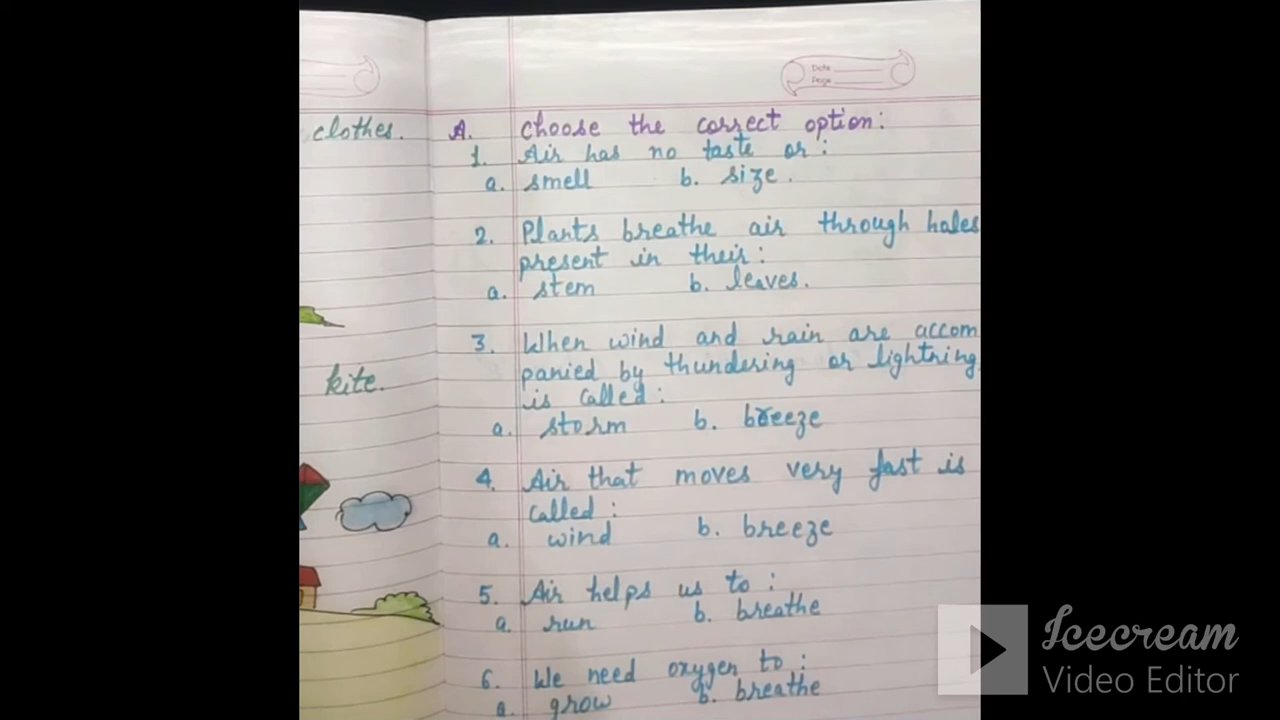 clothes.
kite.
Date
Page
A. Choose the correct option:
1. Air has no taste or :
a. smell b. size.
2. Plants breathe air through holes
present in their :
a. stem b. leaves.
3. When wind and rain are accom
panied by thundering or lightning
is called :
a. storm b. breeze
4. Air that moves very fast is
called :
a. wind b. breeze
5. Air helps us to :
a. run b. breathe
6. We need oxygen to :
a. grow b. breathe
Icecream
Video Editor